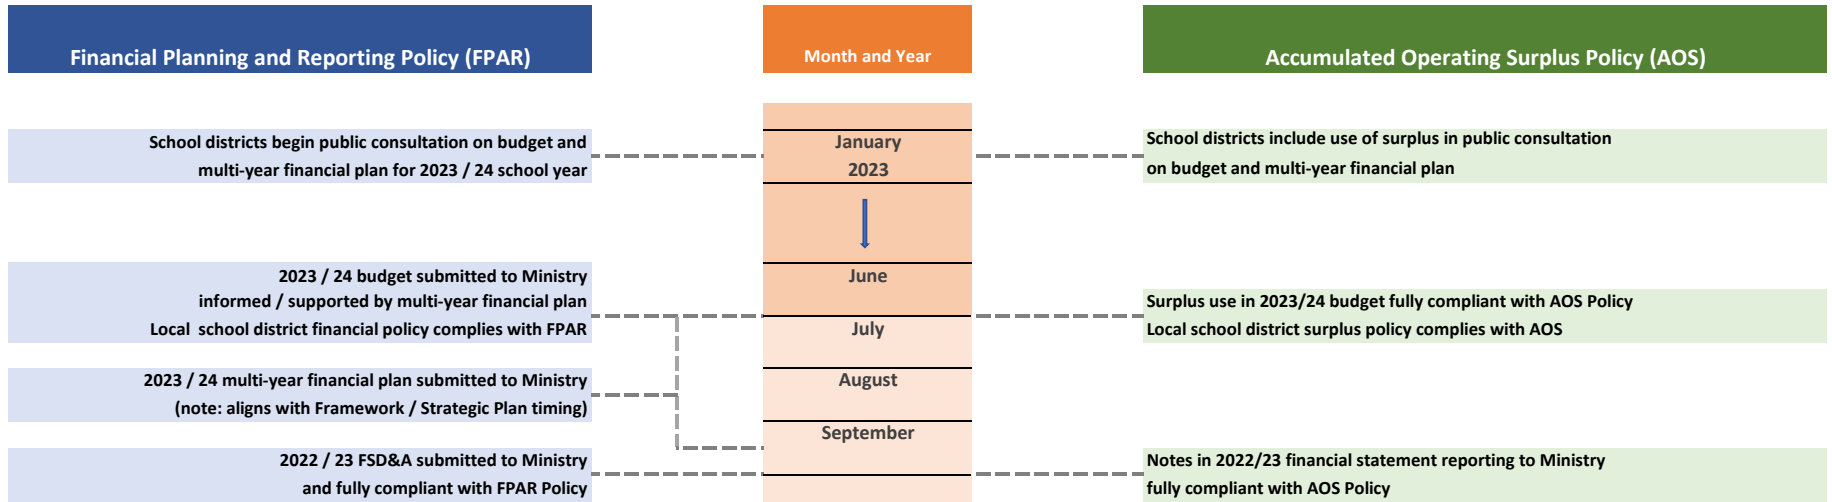 Financial Planning and Reporting Policy (FPAR)
Month and Year
Accumulated Operating Surplus Policy (AOS)
School districts begin public consultation on budget and
multi-year financial plan for 2023 / 24 school year
January
2023
School districts include use of surplus in public consultation
on budget and multi-year financial plan
2023 / 24 budget submitted to Ministry
informed / supported by multi-year financial plan
Local school district financial policy complies with FPAR
June
July
Surplus use in 2023/24 budget fully compliant with AOS Policy
Local school district surplus policy complies with AOS
2023 / 24 multi-year financial plan submitted to Ministry
(note: aligns with Framework / Strategic Plan timing)
August
September
2022 / 23 FSD&A submitted to Ministry
and fully compliant with FPAR Policy
Notes in 2022/23 financial statement reporting to Ministry
fully compliant with AOS Policy